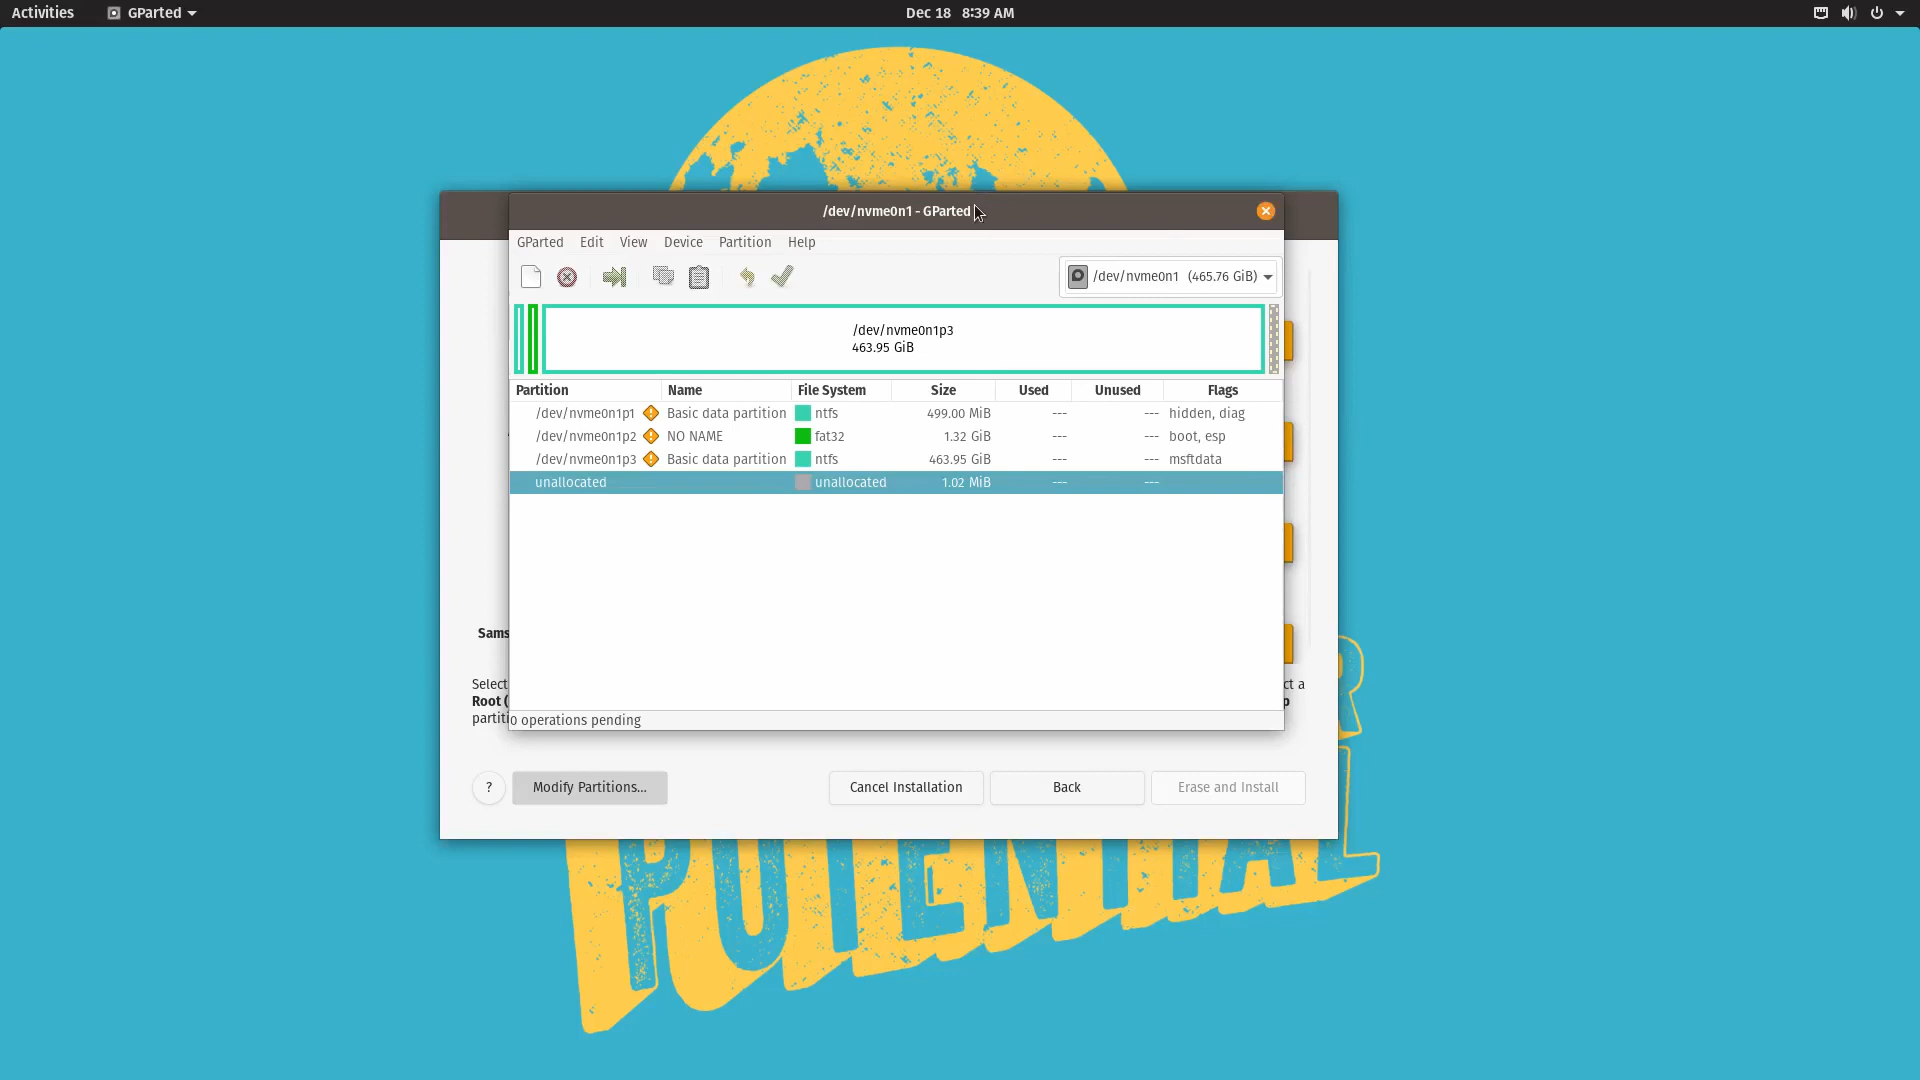 Activities
GParted
Dec 18 8:39 AM
/dev/nvme0n1 - GParted
GParted Edit View Device Partition Help
/dev/nvme0n1 (465.76 GiB)
/dev/nvme0n1p3
463.95 GiB
Partition Name File System Size Used Unused Flags
/dev/nvme0n1p1 Basic data partition ntfs 499.00 MiB --- --- hidden, diag
/dev/nvme0n1p2 NO NAME fat32 1.32 GiB --- --- boot, esp
/dev/nvme0n1p3 Basic data partition ntfs 463.95 GiB --- --- msftdata
unallocated unallocated 1.02 MiB --- ---
0 operations pending
Sams
Select
ct a
Root (
p
partiti
? Modify Partitions... Cancel Installation Back Erase and Install
POTENTIAL